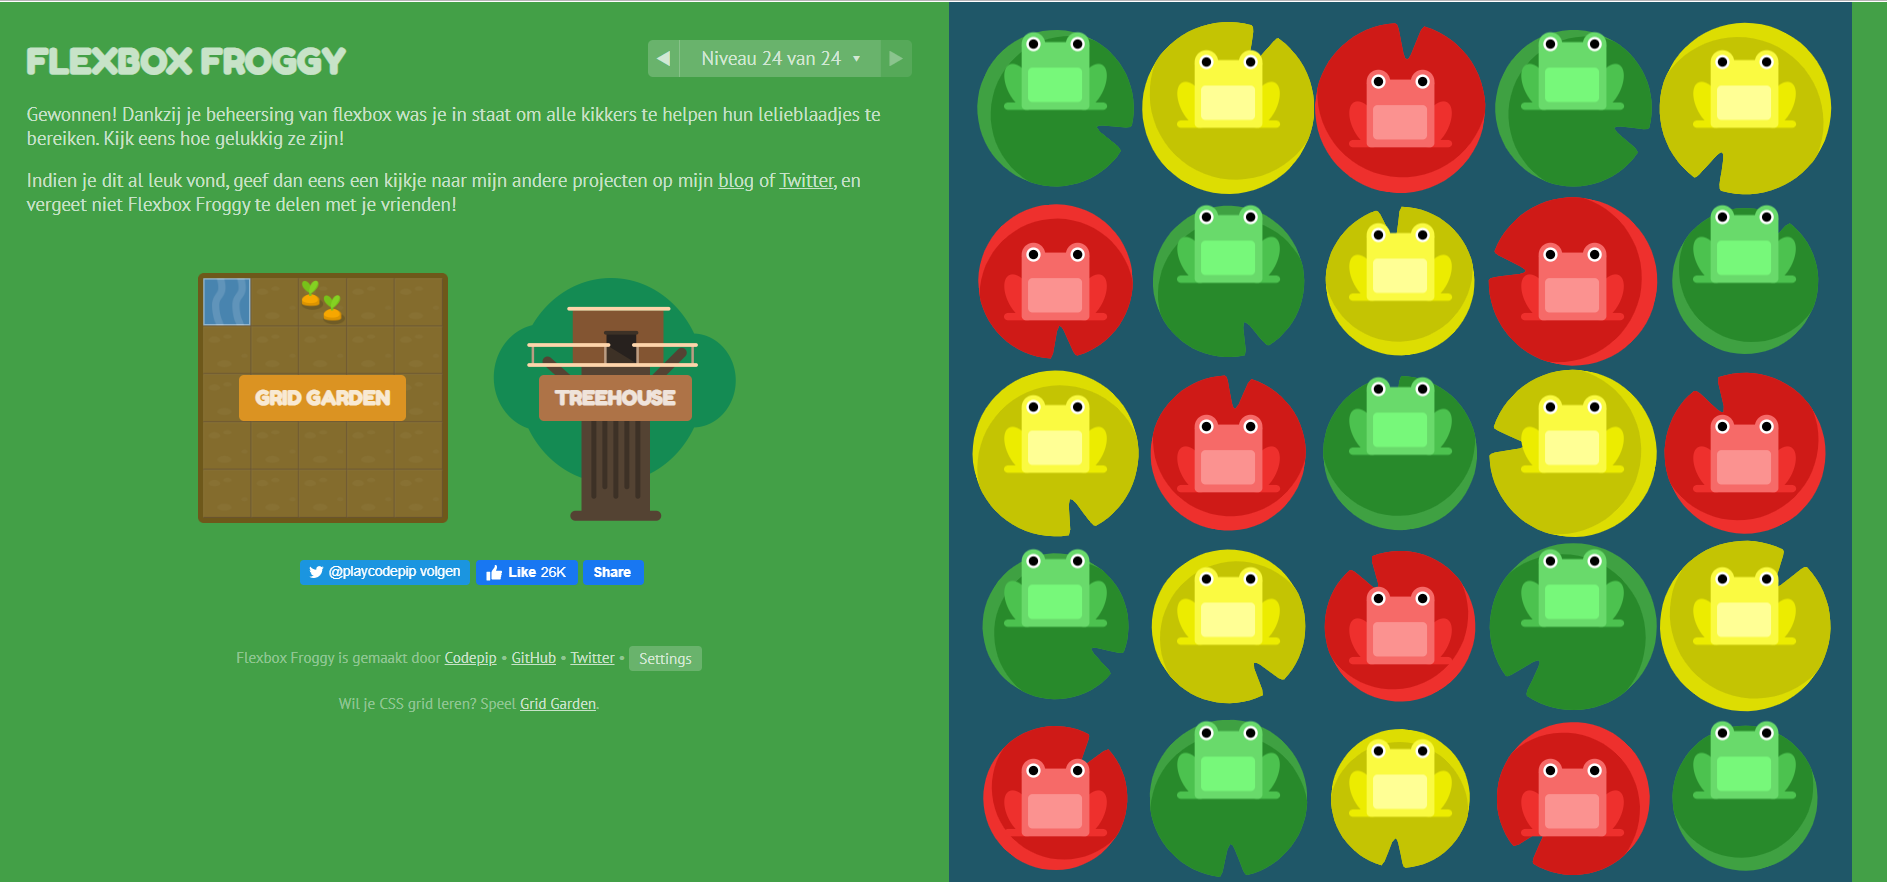 FLEXBOX FROGGY
Niveau 24 van 24
Gewonnen! Dankzij je beheersing van flexbox was je in staat om alle kikkers te helpen hun lelieblaadjes te
bereiken. Kijk eens hoe gelukkig ze zijn!
Indien je dit al leuk vond, geef dan eens een kijkje naar mijn andere projecten op mijn blog of Twitter, en
vergeet niet Flexbox Froggy te delen met je vrienden!
GRID GARDEN
TREEHOUSE
@playcodepip volgen
Like 26K
Share
Flexbox Froggy is gemaakt door Codepip • GitHub • Twitter • Settings
Wil je CSS grid leren? Speel Grid Garden.